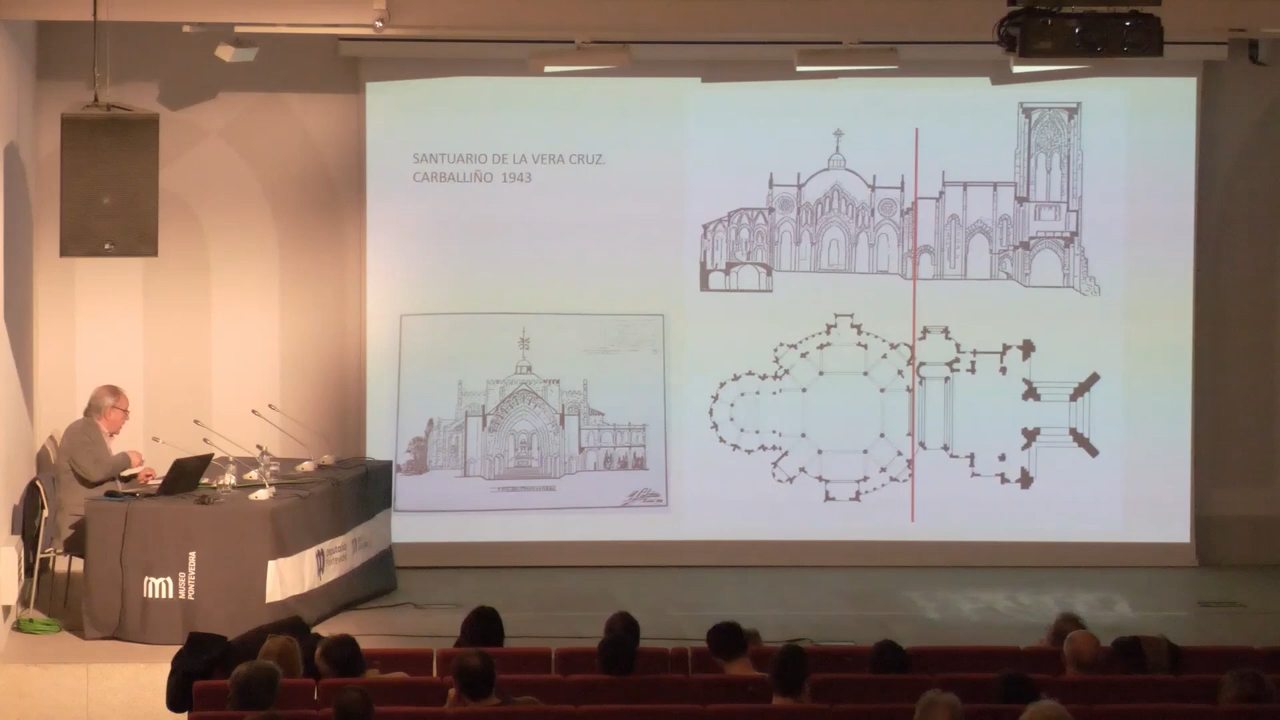 SANTUARIO DE LA VERA CRUZ.
CARBALLIÑO 1943
MUSEO
PONTEVEDRA